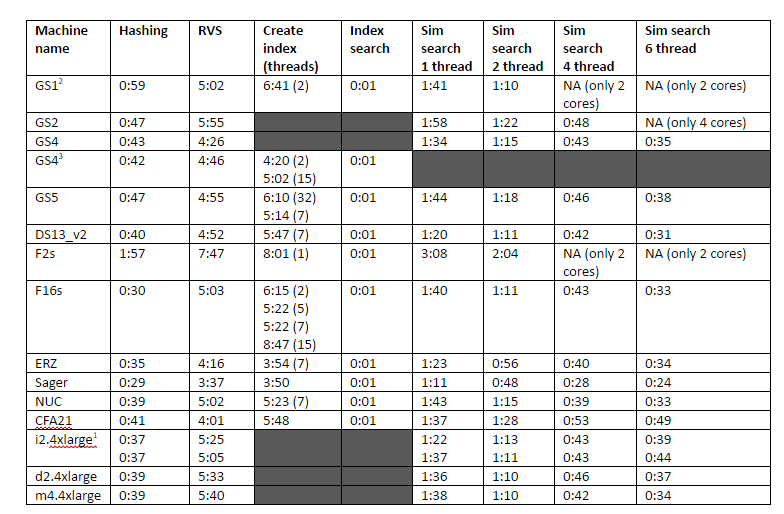 Machine name Hashing RVS Create index (threads) Index search Sim search 1 thread Sim search 2 thread Sim search 4 thread Sim search 6 thread
GS1² 0:59 5:02 6:41 (2) 0:01 1:41 1:10 NA (only 2 cores) NA (only 2 cores)
GS2 0:47 5:55 1:58 1:22 0:48 NA (only 4 cores)
GS4 0:43 4:26 1:34 1:15 0:43 0:35
GS4³ 0:42 4:46 4:20 (2) 0:01
5:02 (15)
GS5 0:47 4:55 6:10 (32) 0:01 1:44 1:18 0:46 0:38
5:14 (7)
DS13_v2 0:40 4:52 5:47 (7) 0:01 1:20 1:11 0:42 0:31
F2s 1:57 7:47 8:01 (1) 0:01 3:08 2:04 NA (only 2 cores) NA (only 2 cores)
F16s 0:30 5:03 6:15 (2) 0:01 1:40 1:11 0:43 0:33
5:22 (5)
5:22 (7)
8:47 (15)
ERZ 0:35 4:16 3:54 (7) 0:01 1:23 0:56 0:40 0:34
Sager 0:29 3:37 3:50 0:01 1:11 0:48 0:28 0:24
NUC 0:39 5:02 5:23 (7) 0:01 1:43 1:15 0:39 0:33
CFA21 0:41 4:01 5:48 0:01 1:37 1:28 0:53 0:49
i2.4xlarge¹ 0:37 5:25 1:22 1:13 0:43 0:39
0:37 5:05 1:37 1:11 0:43 0:44
d2.4xlarge 0:39 5:33 1:36 1:10 0:46 0:37
m4.4xlarge 0:39 5:40 1:38 1:10 0:42 0:34